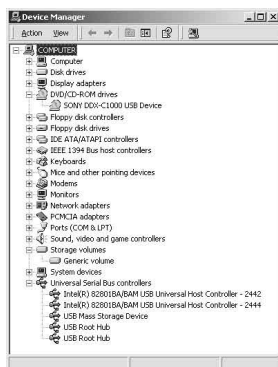 Device Manager
Action View
COMPUTER
Computer
Disk drives
Display adapters
DVD/CD-ROM drives
SONY DDX-C1000 USB Device
Floppy disk controllers
Floppy disk drives
IDE ATA/ATAPI controllers
IEEE 1394 Bus host controllers
Keyboards
Mice and other pointing devices
Modems
Monitors
Network adapters
PCMCIA adapters
Ports (COM & LPT)
Sound, video and game controllers
Storage volumes
Generic volume
System devices
Universal Serial Bus controllers
Intel(R) 82801BA/BAM USB Universal Host Controller - 2442
Intel(R) 82801BA/BAM USB Universal Host Controller - 2444
USB Mass Storage Device
USB Root Hub
USB Root Hub